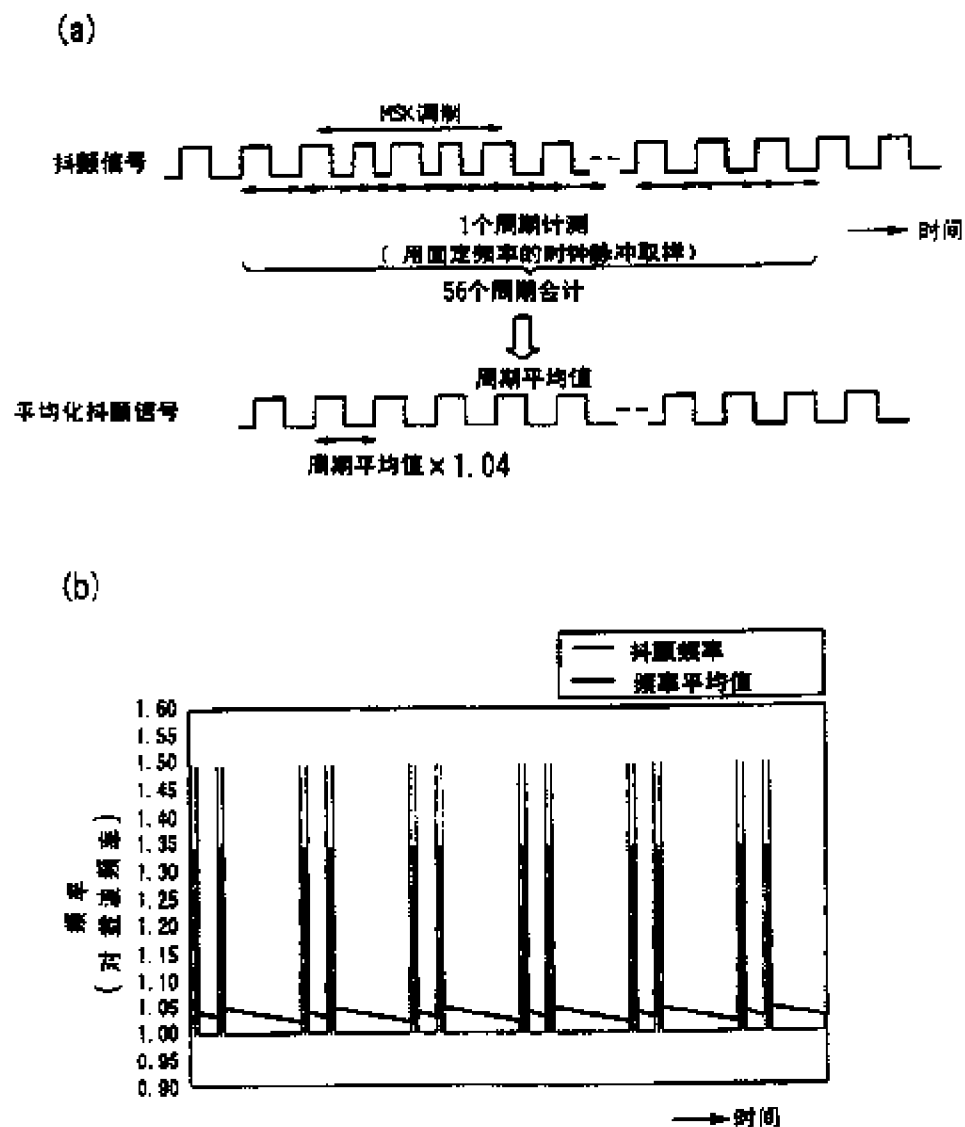 (a)
MSK调制
抖颤信号
1个周期计测
(用固定频率的时钟脉冲取样)
时间
56个周期合计
周期平均值
平均化抖颤信号
周期平均值×1.04
(b)
抖颤频率
频率平均值
1.60
1.55
1.50
1.45
1.40
1.35
1.30
1.25
1.20
1.15
1.10
1.05
1.00
0.95
0.90
频率
(对载波频率)
时间